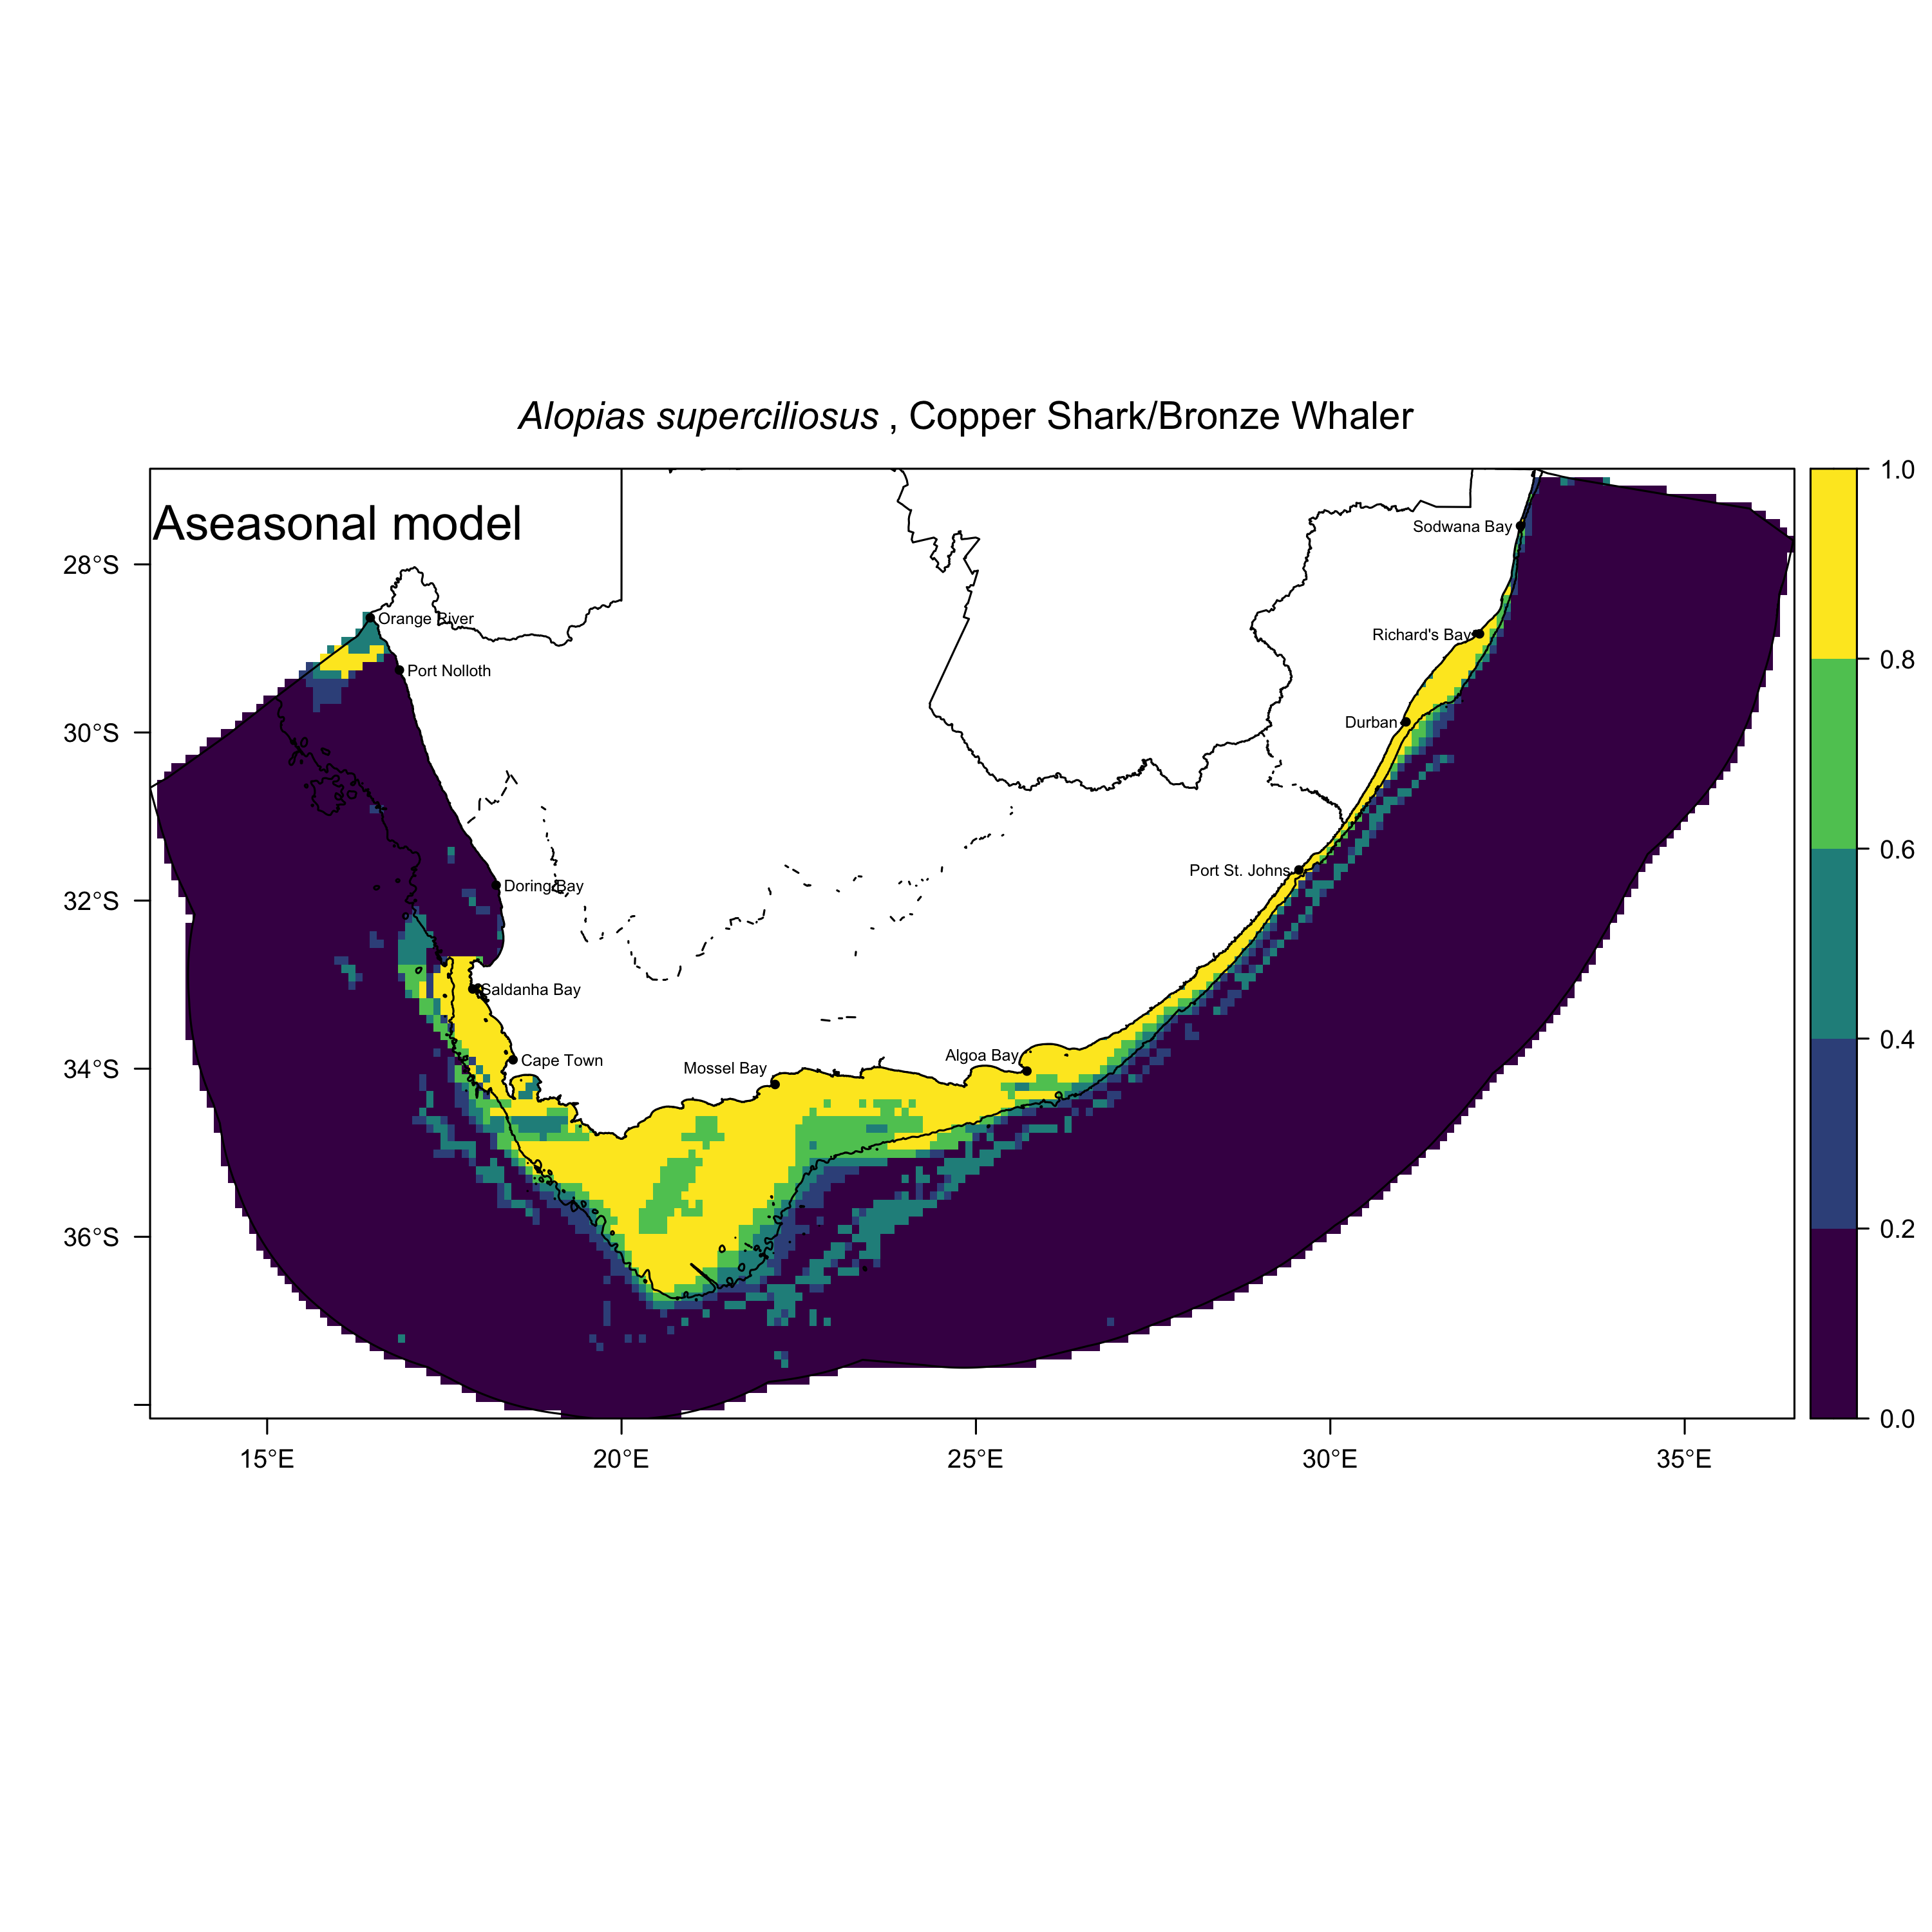 Alopias superciliosus , Copper Shark/Bronze Whaler
Aseasonal model
1.0
0.8
0.6
0.4
0.2
0.0
28°S
30°S
32°S
34°S
36°S
Sodwana Bay
Orange River
Richard's Bay
Port Nolloth
Durban
Port St. Johns
Doring Bay
Saldanha Bay
Cape Town
Mossel Bay
Algoa Bay
15°E
20°E
25°E
30°E
35°E